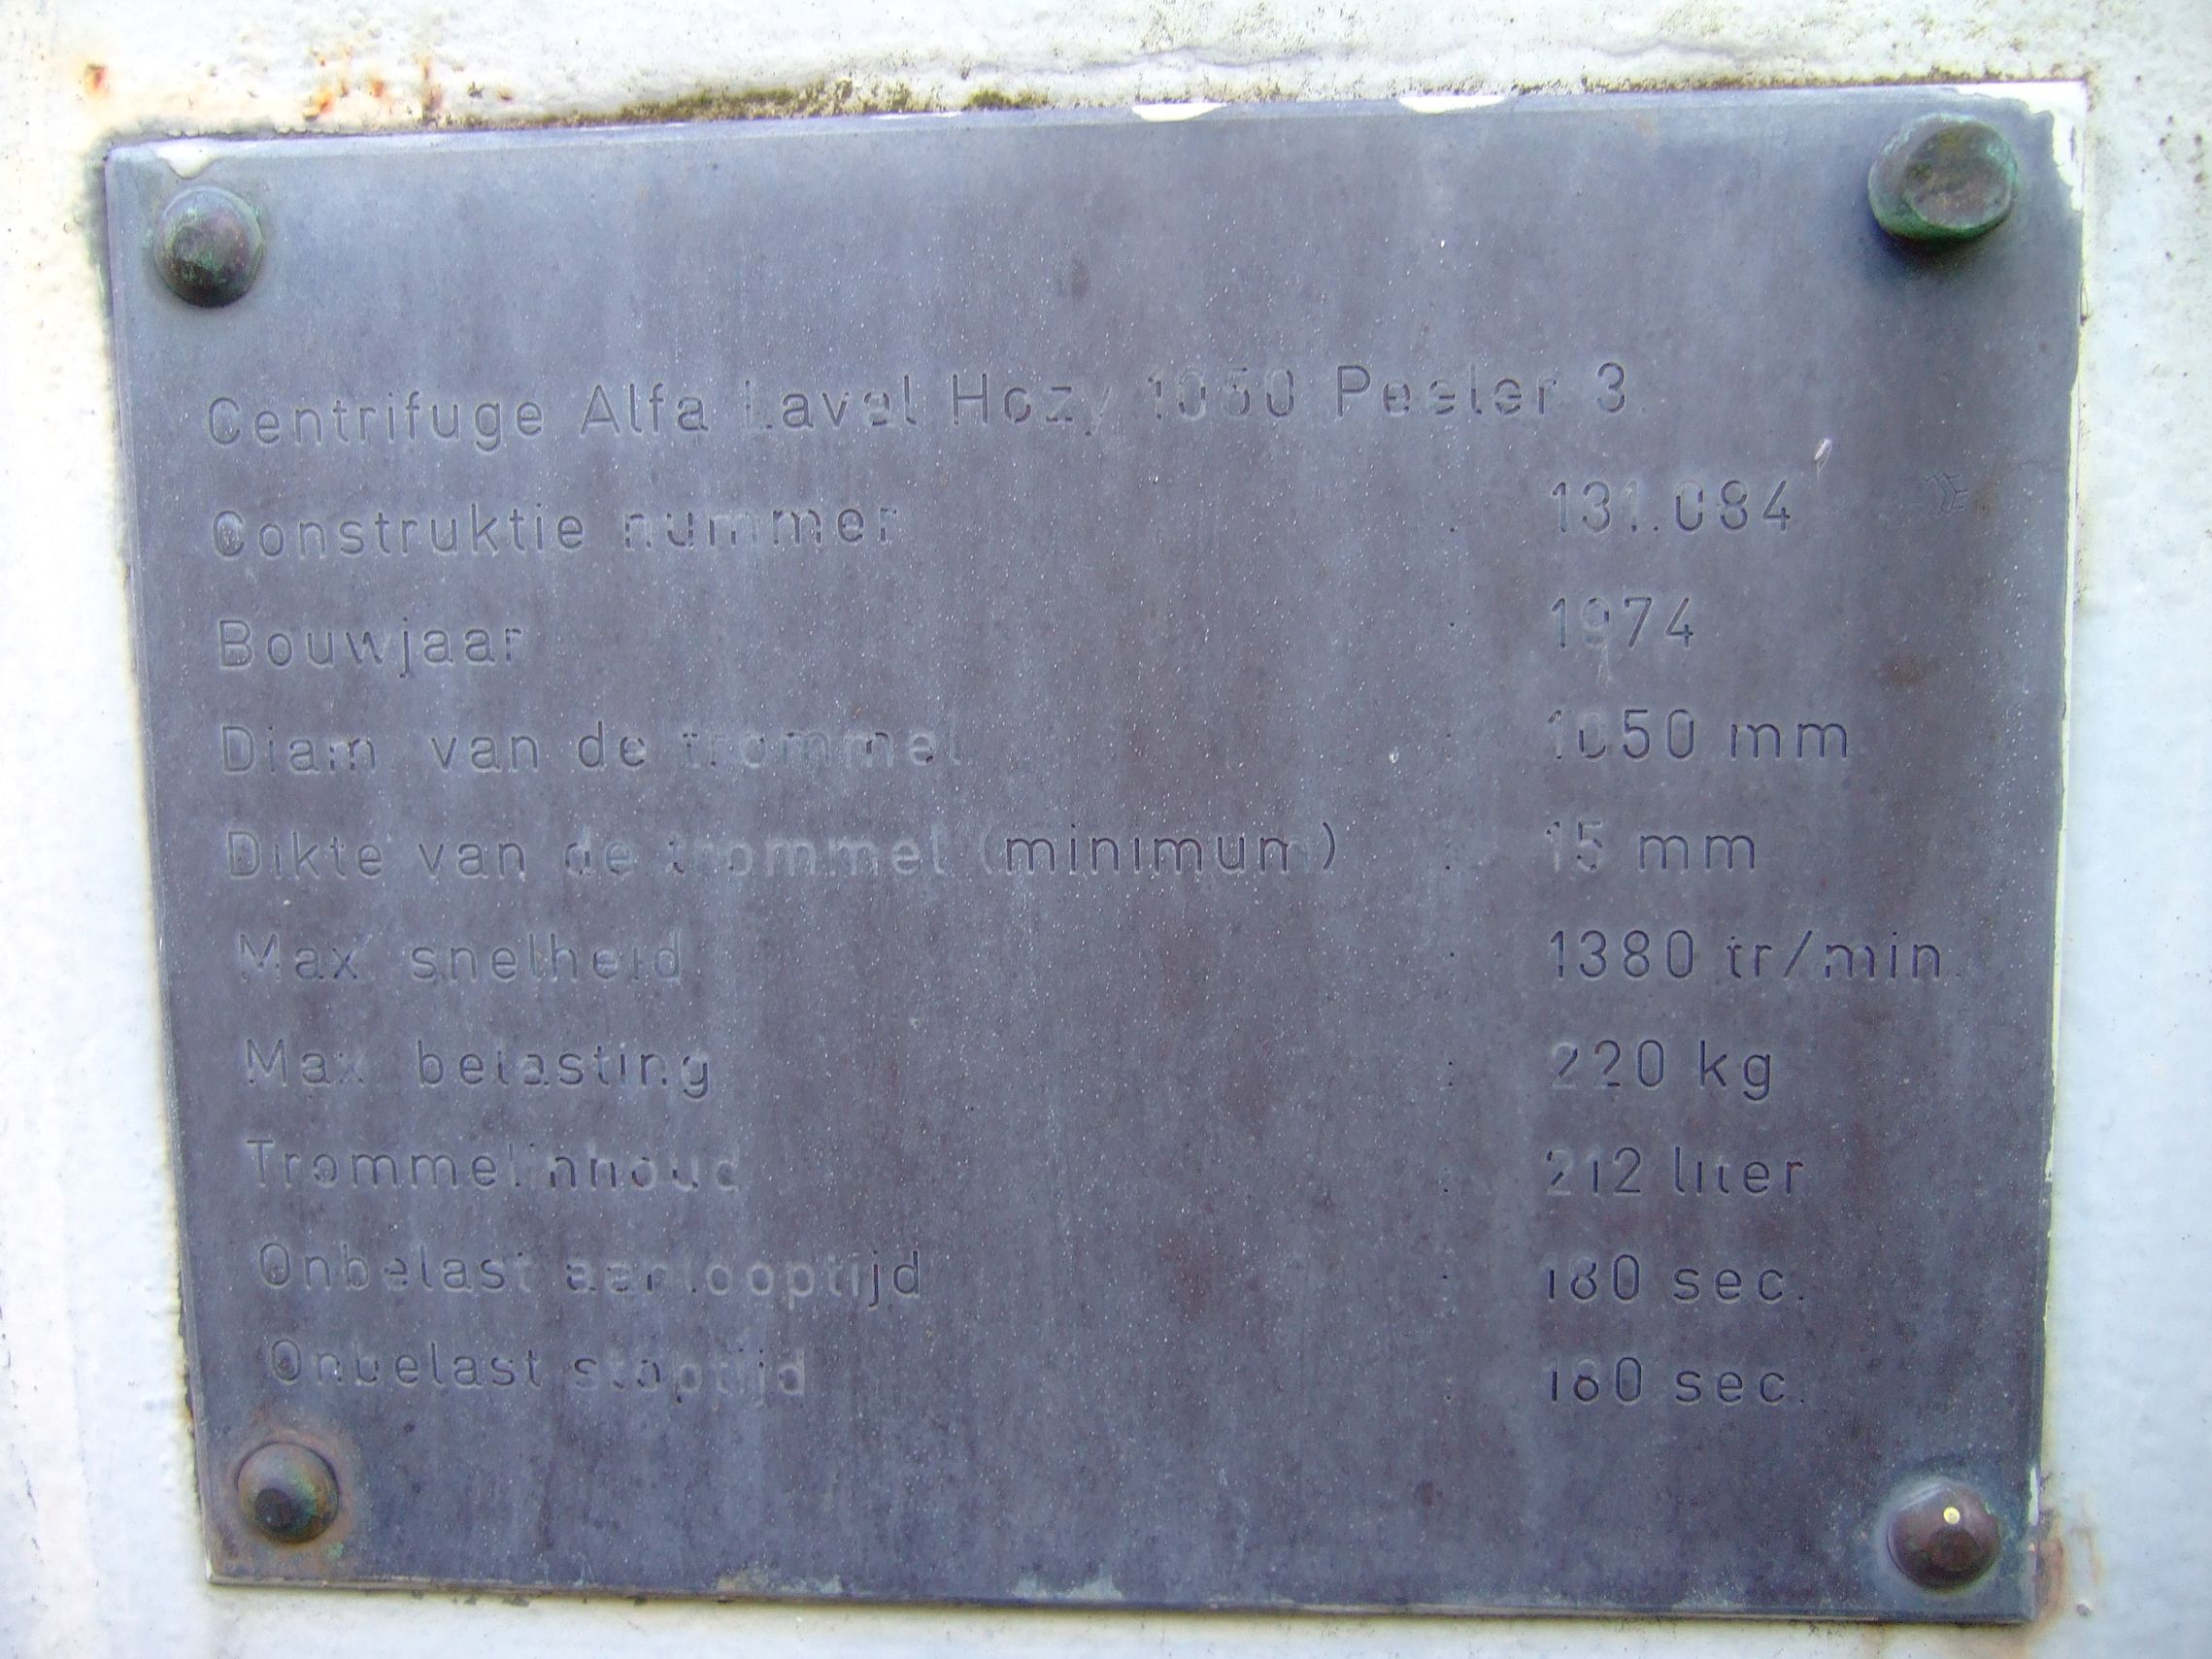 Centrifuge Alfa Laval Hozy 1050 Peeler 3.
Construktie nummer : 131.084
Bouwjaar : 1974
Diam. van de trommel : 1050 mm
Dikte van de trommel (minimum) : 15 mm
Max. snelheid : 1380 tr/min.
Max. belasting : 220 kg
Trommelinhoud : 212 liter
Onbelast aanlooptijd : 180 sec.
Onbelast stoptijd : 180 sec.